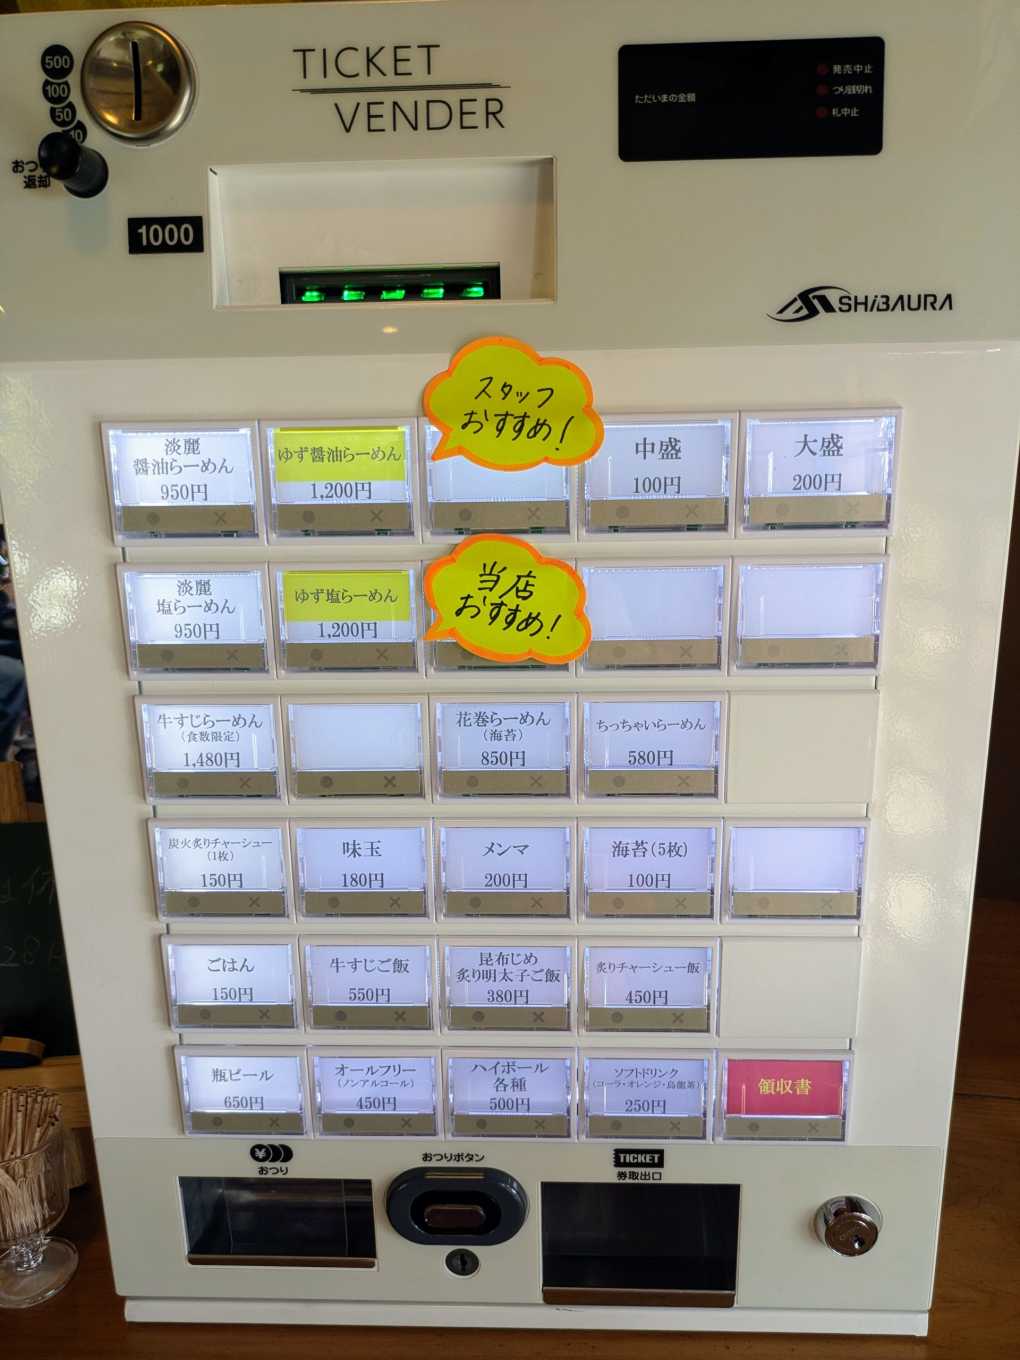 500
100
50
10
TICKET
VENDER
ただいまの金額
発売中止
つり銭切れ
札中止
おつ
返却
1000
SHiBAURA
スタッフ
おすすめ!
淡麗
醤油らーめん
950円
ゆず醤油らーめん
1,200円
中盛
100円
大盛
200円
当店
おすすめ!
淡麗
塩らーめん
950円
ゆず塩らーめん
1,200円
牛すじらーめん
(食数限定)
1,480円
花巻らーめん
(海苔)
850円
ちっちゃいらーめん
580円
炭火炙りチャーシュー
(1枚)
150円
味玉
180円
メンマ
200円
海苔(5枚)
100円
ごはん
150円
牛すじご飯
550円
昆布じめ
炙り明太子ご飯
380円
炙りチャーシュー飯
450円
瓶ビール
650円
オールフリー
(ノンアルコール)
450円
ハイボール
各種
500円
ソフトドリンク
(コーラ・オレンジ・烏龍茶)
250円
領収書
¥
おつり
おつりボタン
TICKET
券取出口